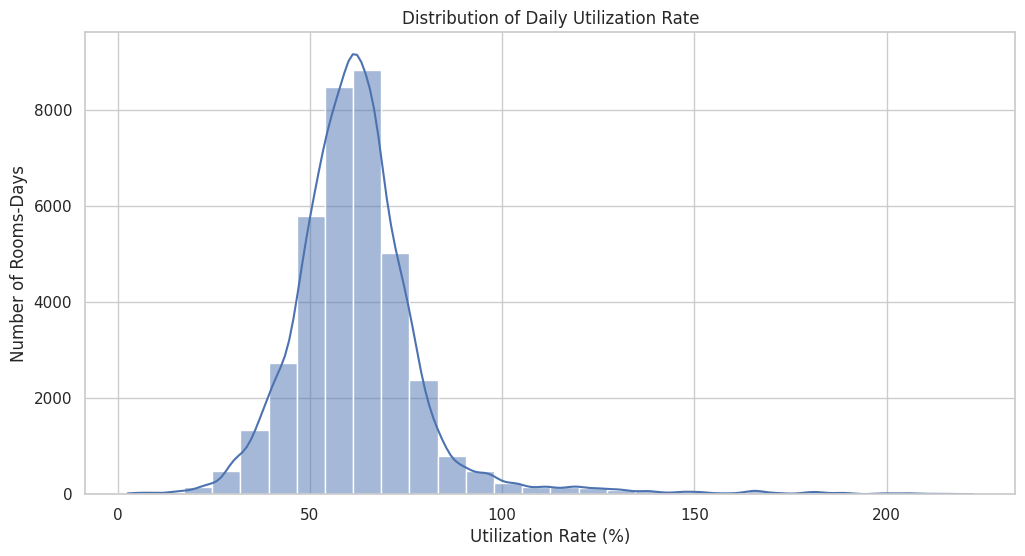 Distribution of Daily Utilization Rate
Number of Rooms-Days
8000
6000
4000
2000
0
0 50 100 150 200
Utilization Rate (%)